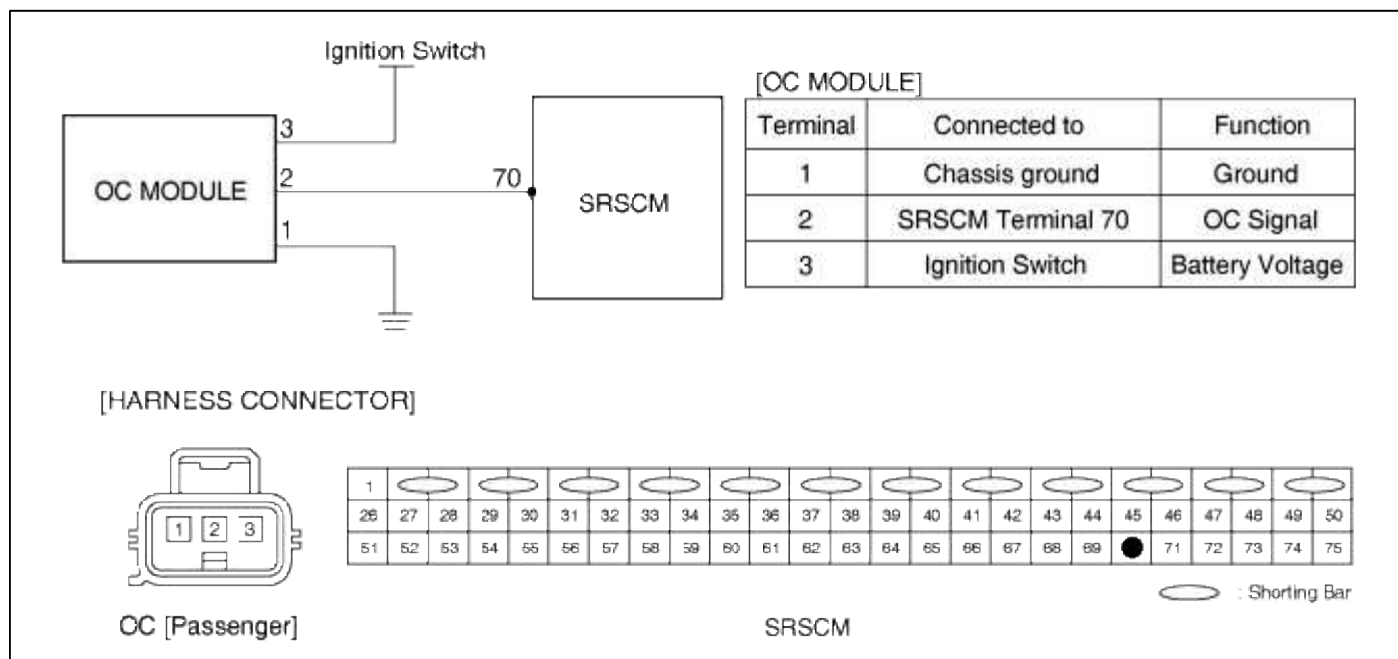 Ignition Switch
OC MODULE
3
2
1
70
SRSCM
[OC MODULE]
Terminal Connected to Function
1 Chassis ground Ground
2 SRSCM Terminal 70 OC Signal
3 Ignition Switch Battery Voltage
[HARNESS CONNECTOR]
1 2 3
OC [Passenger]
1
26 27 28 29 30 31 32 33 34 35 36 37 38 39 40 41 42 43 44 45 46 47 48 49 50
51 52 53 54 55 56 57 58 59 60 61 62 63 64 65 66 67 68 69 71 72 73 74 75
: Shorting Bar
SRSCM